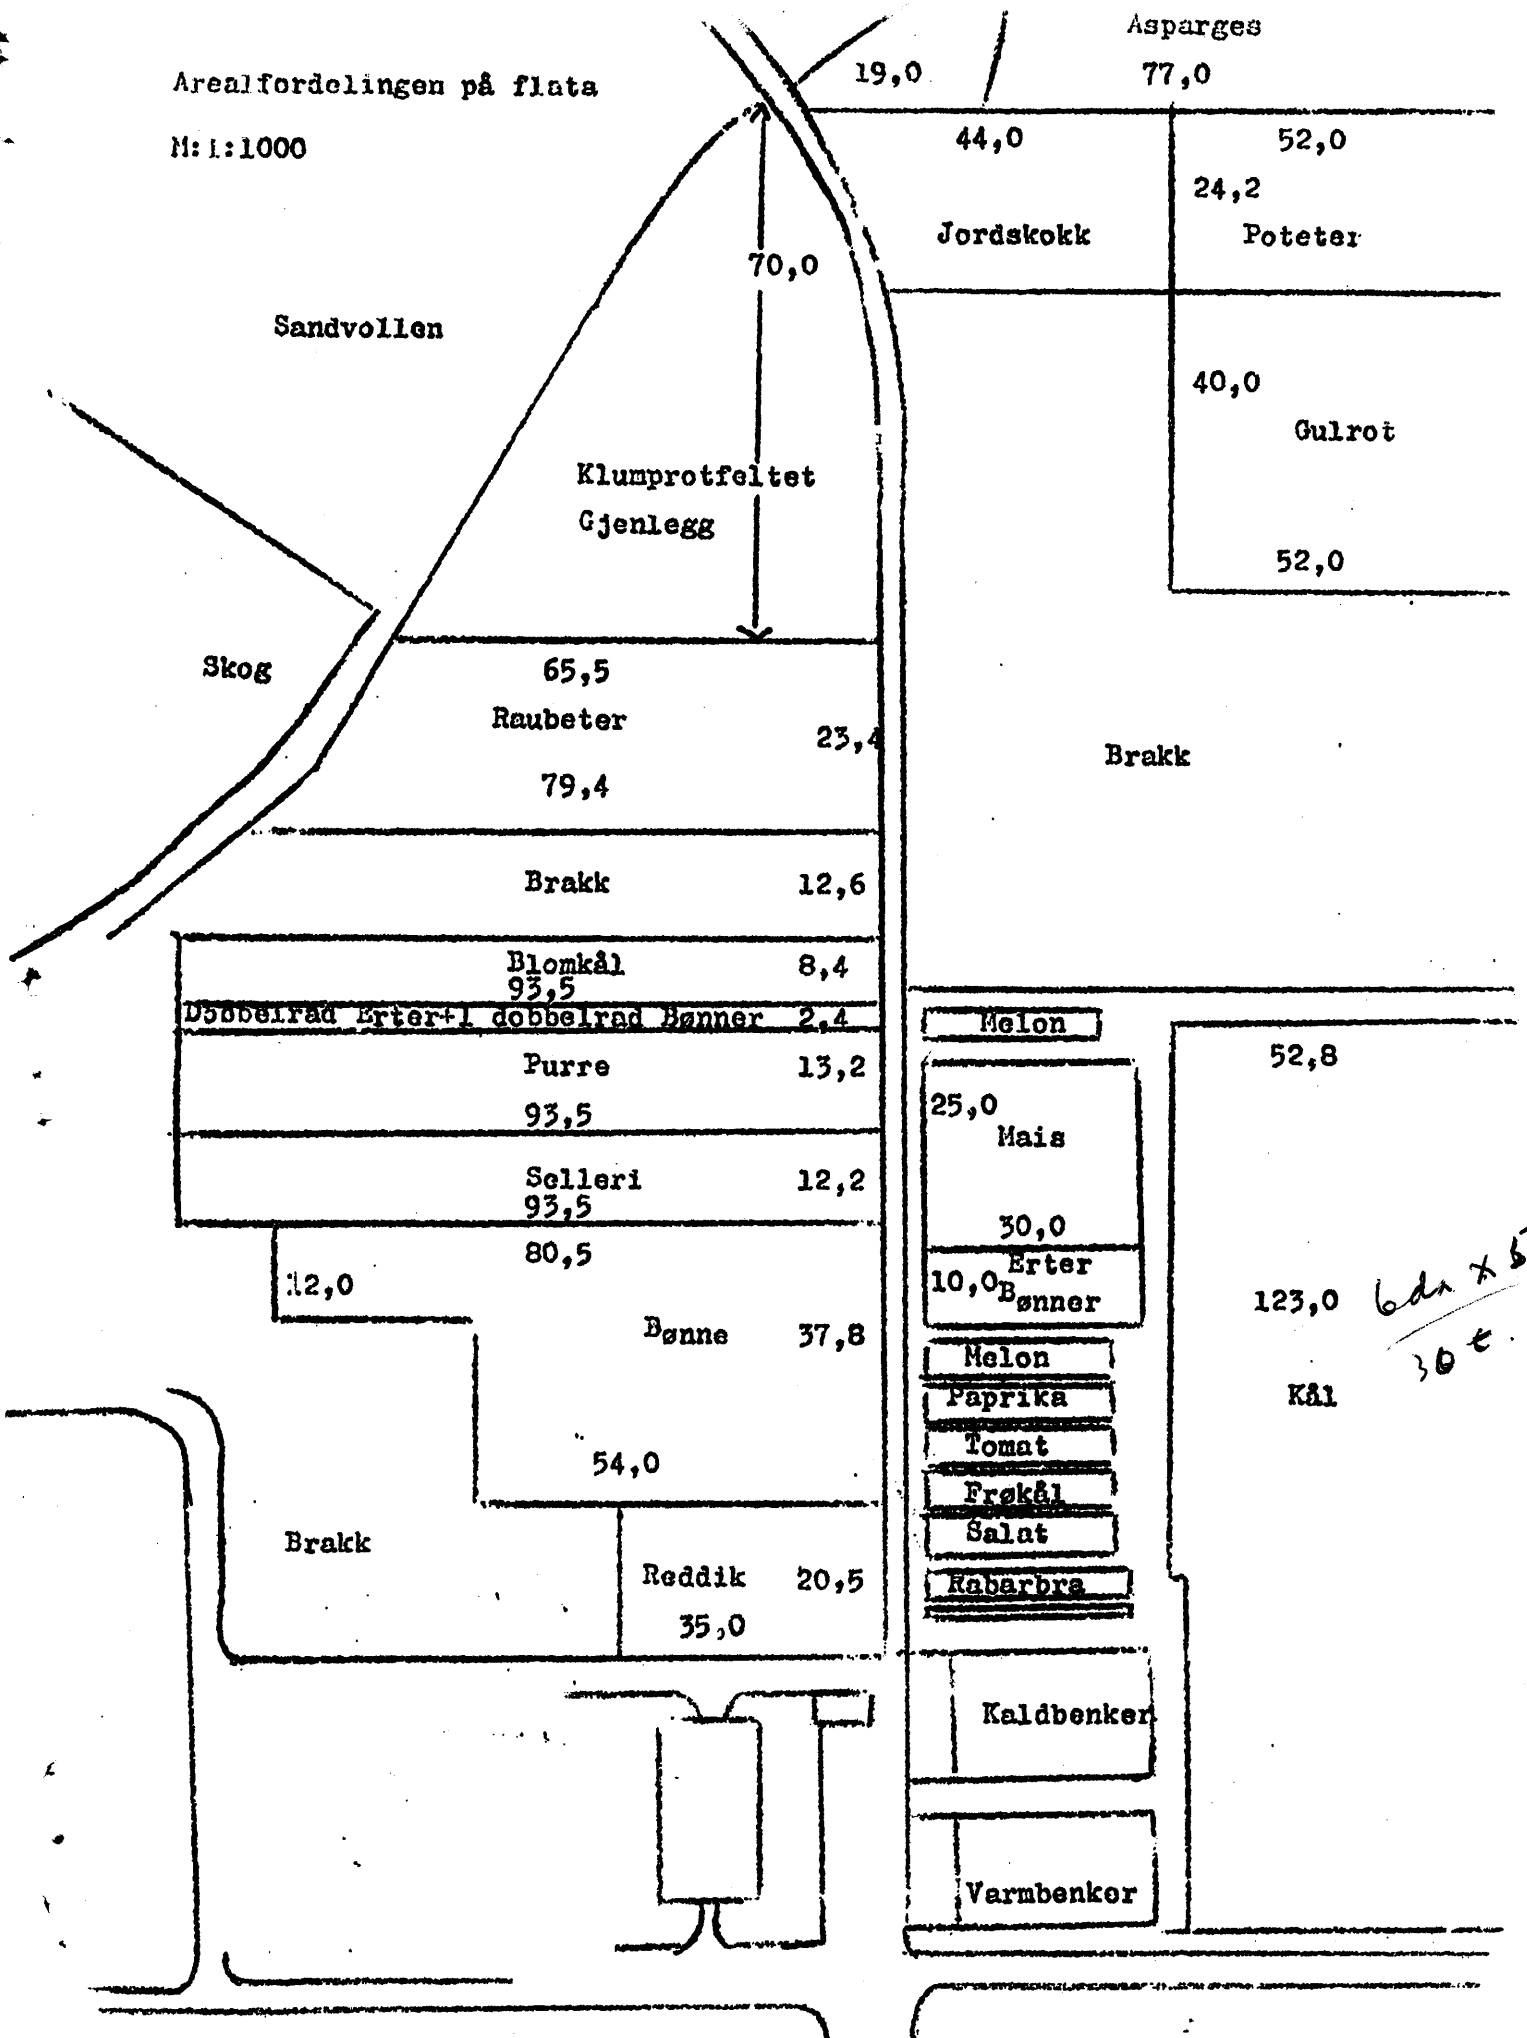 Arealfordelingen på flata
M:1:1000
Asparges
19,0
77,0
44,0
52,0
24,2
Jordskokk
Poteter
70,0
Sandvollen
40,0
Gulrot
Klumprotfeltet
Gjenlegg
52,0
Skog
65,5
Raubeter
23,4
79,4
Brakk
Brakk 12,6
Blomkål 8,4
93,5
Dobbelrad Erter+1 dobbelrad Bønner 2,4
Purre 13,2
93,5
Selleri 12,2
93,5
80,5
12,0
Bønne 37,8
54,0
Brakk
Reddik 20,5
35,0
Melon
25,0
Mais
30,0
Erter
10,0
Bønner
Melon
Paprika
Tomat
Frøkål
Salat
Rabarbra
Kaldbenker
Varmbenker
52,8
123,0
6da x 5
30 t.
Kål